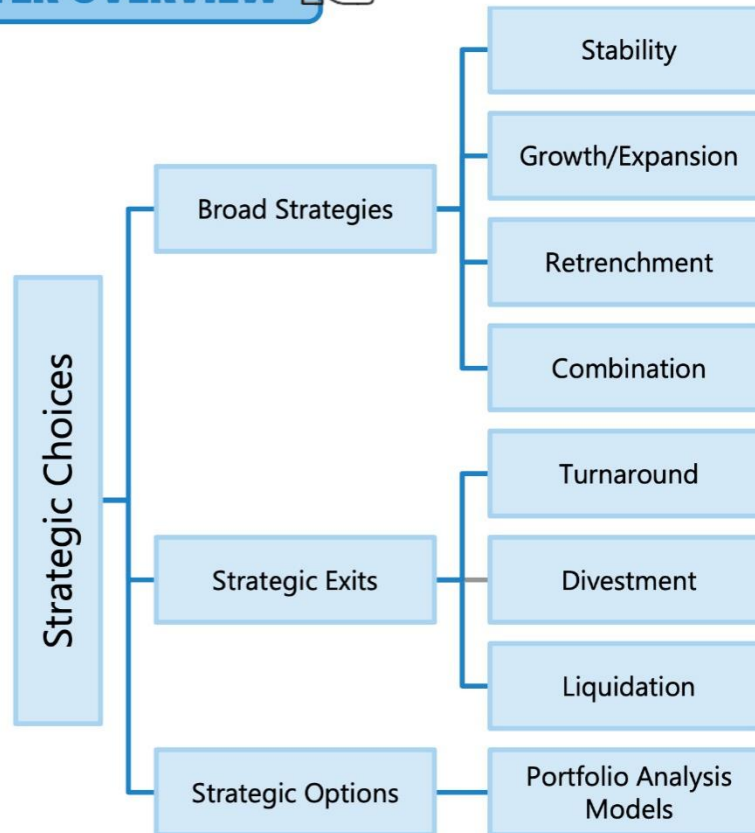 OVERVIEW
Strategic Choices
Broad Strategies
Stability
Growth/Expansion
Retrenchment
Combination
Strategic Exits
Turnaround
Divestment
Liquidation
Strategic Options
Portfolio Analysis
Models